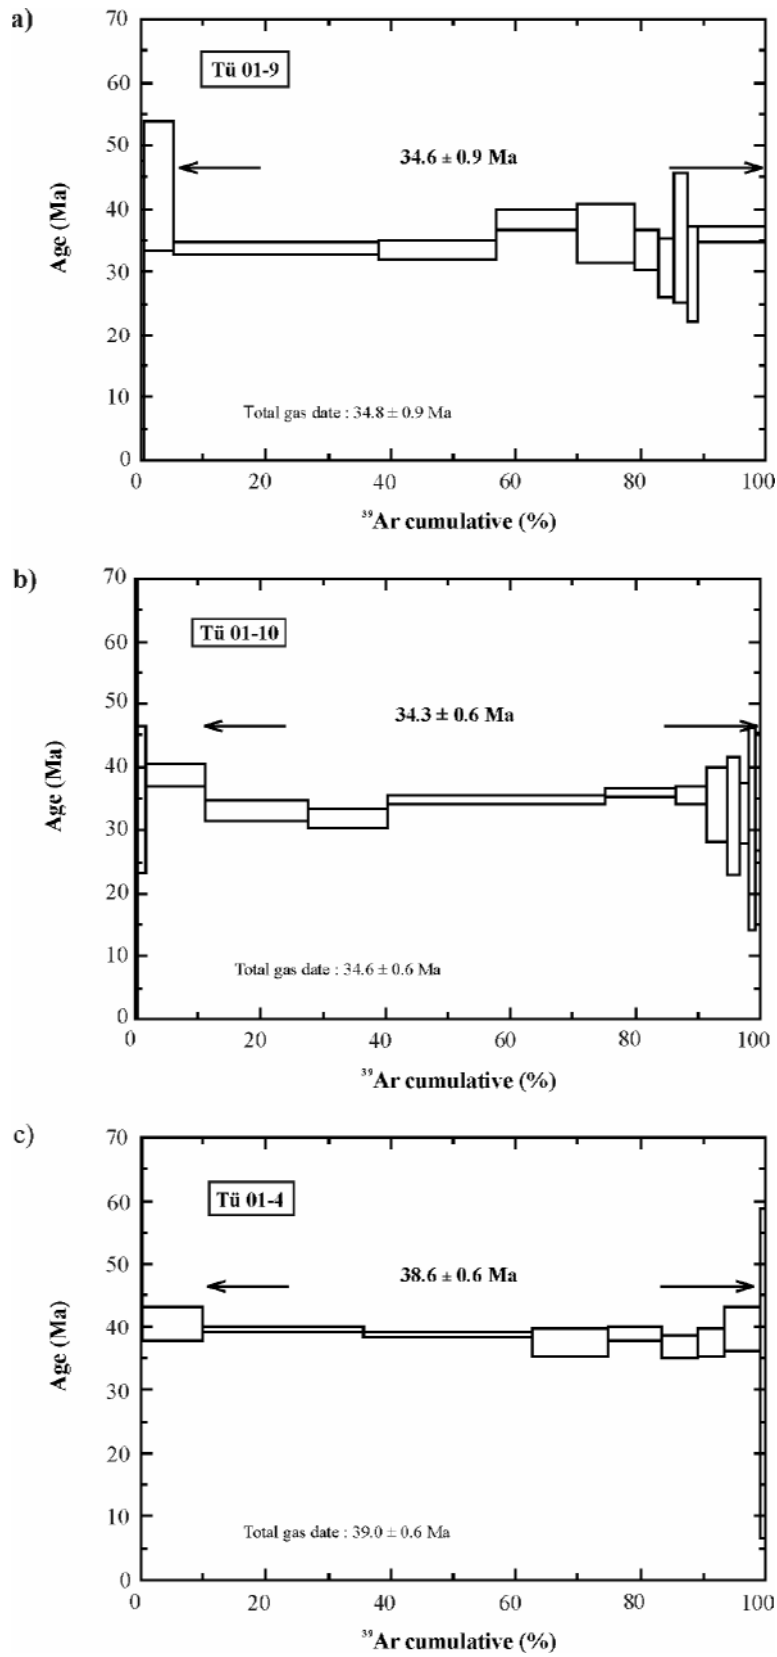 a)
70
60
50
40
30
20
10
0
Age (Ma)
Tü 01-9
34.6 ± 0.9 Ma
Total gas date : 34.8 ± 0.9 Ma
0 20 40 60 80 100
³⁹Ar cumulative (%)
b)
70
60
50
40
30
20
10
0
Age (Ma)
Tü 01-10
34.3 ± 0.6 Ma
Total gas date : 34.6 ± 0.6 Ma
0 20 40 60 80 100
³⁹Ar cumulative (%)
c)
70
60
50
40
30
20
10
0
Age (Ma)
Tü 01-4
38.6 ± 0.6 Ma
Total gas date : 39.0 ± 0.6 Ma
0 20 40 60 80 100
³⁹Ar cumulative (%)